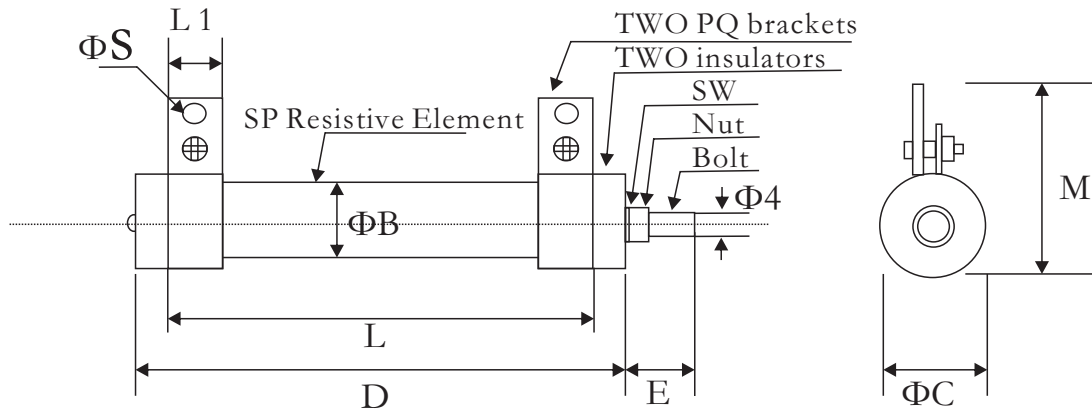 L 1
TWO PQ brackets
ΦS
TWO insulators
SW
SP Resistive Element
Nut
Bolt
Φ4
M
ΦB
L
D
E
ΦC